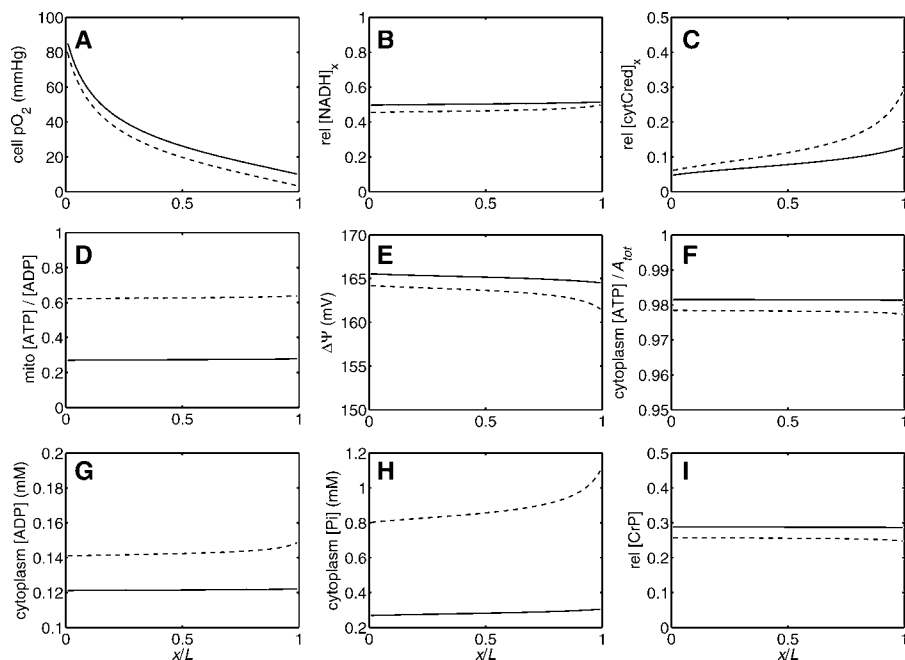 A
cell pO2 (mmHg)
100
80
60
40
20
0
0 0.5 1
B
rel [NADH]x
1
0.8
0.6
0.4
0.2
0
0 0.5 1
C
rel [cytCred]x
0.5
0.4
0.3
0.2
0.1
0
0 0.5 1
D
mito [ATP] / [ADP]
1
0.8
0.6
0.4
0.2
0
0 0.5 1
E
ΔΨ (mV)
170
165
160
155
150
0 0.5 1
F
cytoplasm [ATP] / Atot
0.99
0.98
0.97
0.96
0.95
0 0.5 1
G
cytoplasm [ADP] (mM)
0.2
0.18
0.16
0.14
0.12
0.1
0 0.5 1
x/L
H
cytoplasm [Pi] (mM)
1.2
1
0.8
0.6
0.4
0.2
0 0.5 1
x/L
I
rel [CrP]
0.5
0.4
0.3
0.2
0.1
0
0 0.5 1
x/L